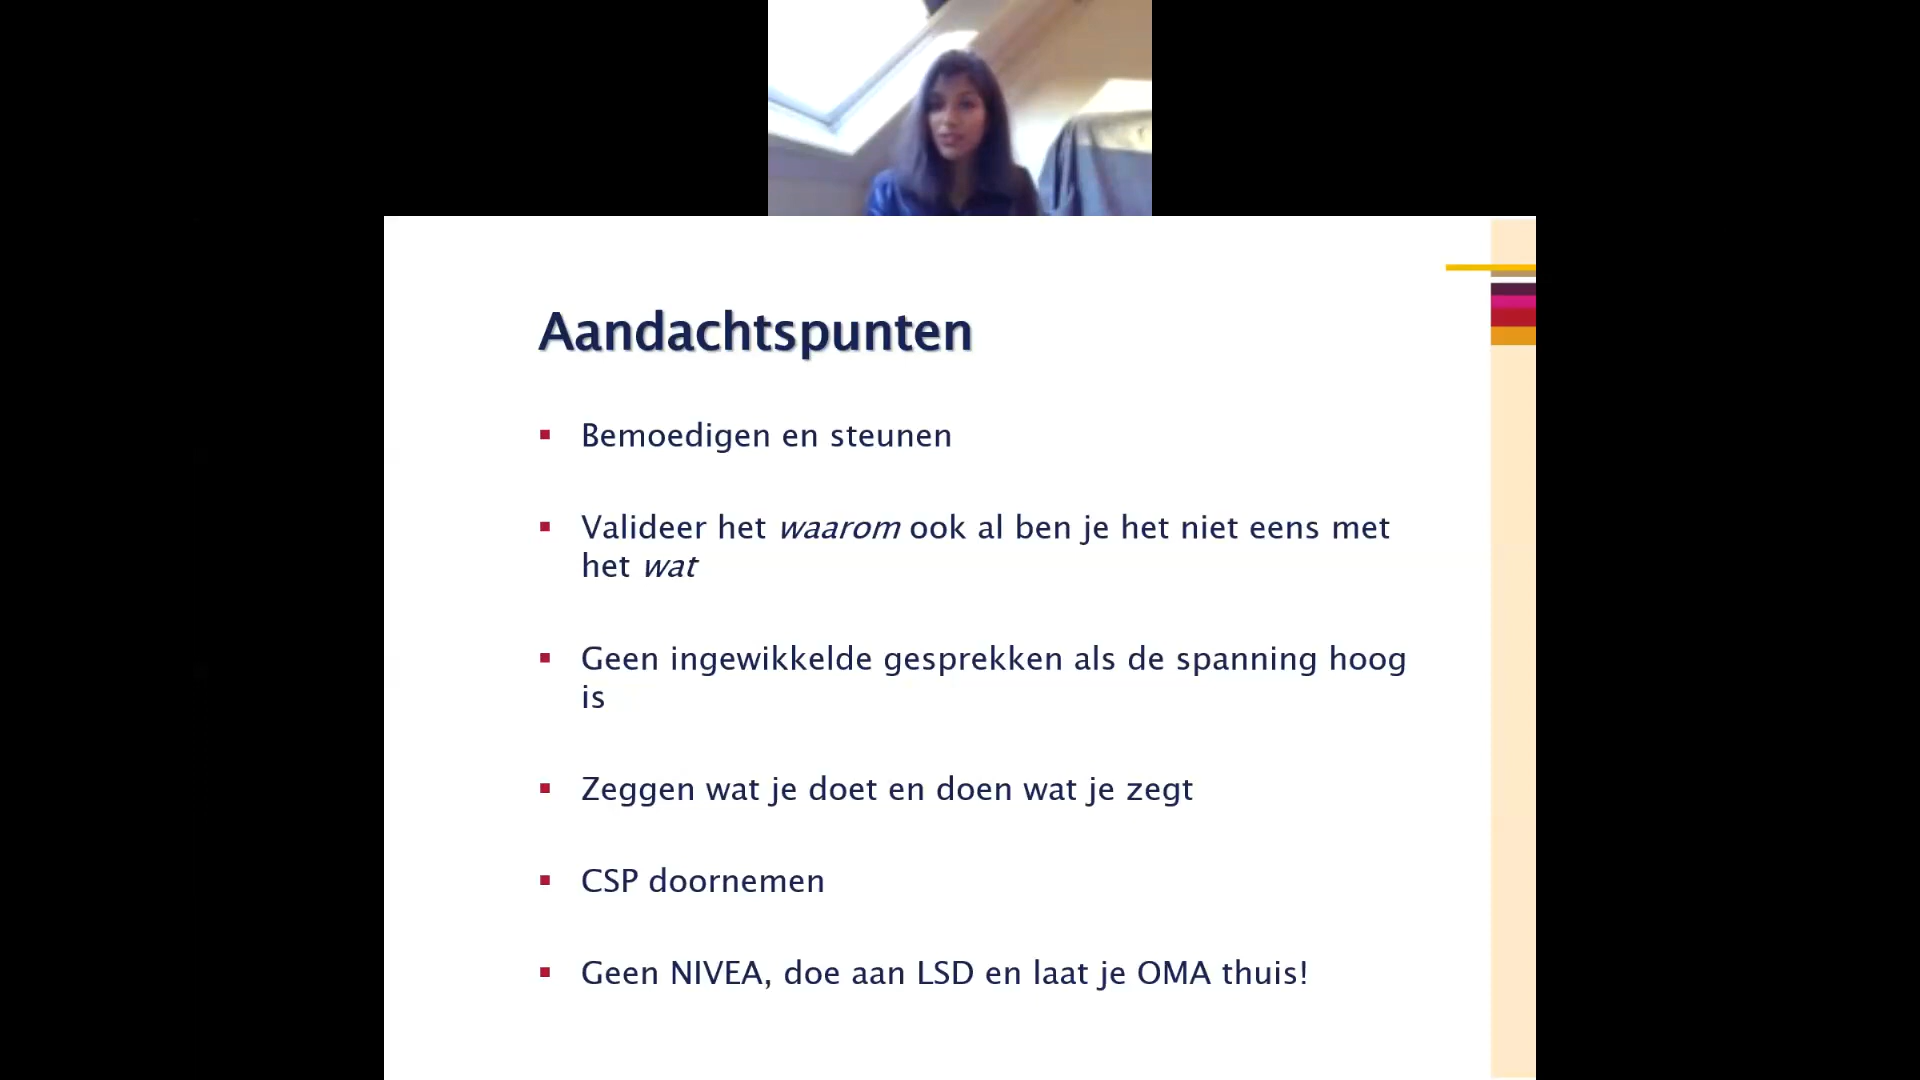 Aandachtspunten
Bemoedigen en steunen
Valideer het waarom ook al ben je het niet eens met
het wat
Geen ingewikkelde gesprekken als de spanning hoog
is
Zeggen wat je doet en doen wat je zegt
CSP doornemen
Geen NIVEA, doe aan LSD en laat je OMA thuis!